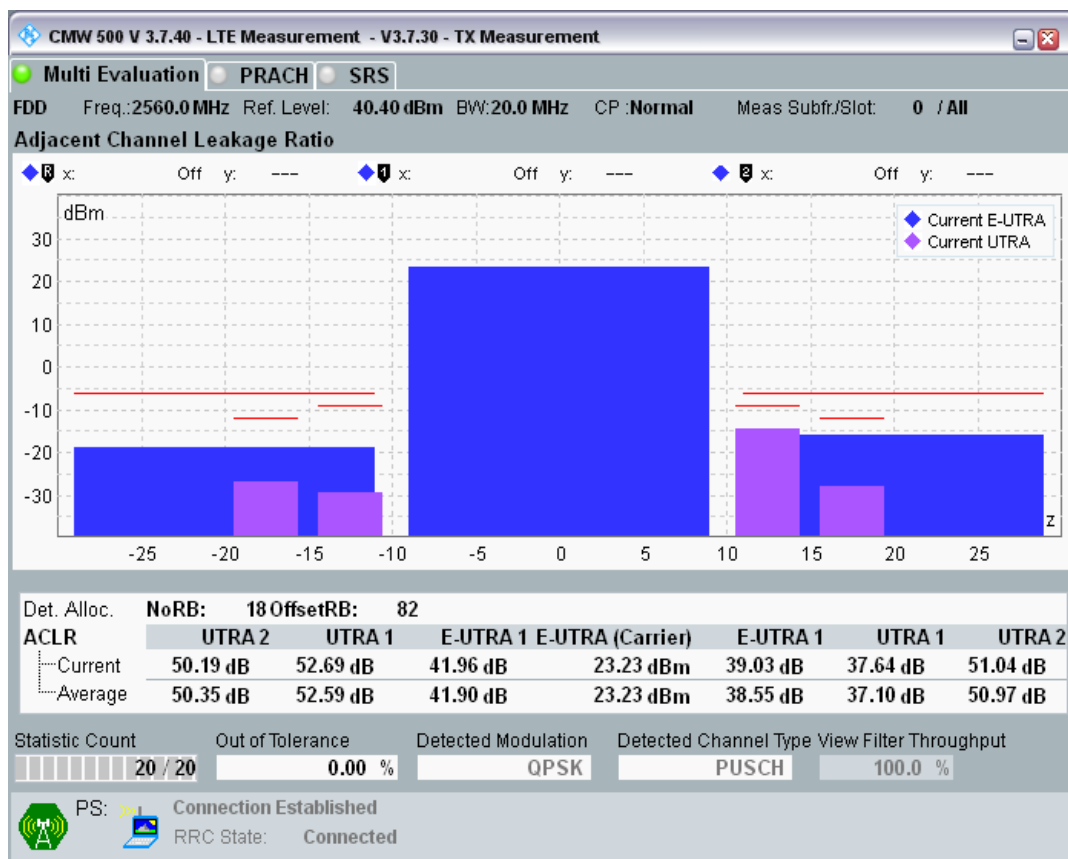 CMW 500 V 3.7.40 - LTE Measurement - V3.7.30 - TX Measurement
Multi Evaluation PRACH SRS
FDD Freq.:2560.0 MHz Ref. Level: 40.40 dBm BW:20.0 MHz CP :Normal Meas Subfr./Slot: 0 / All
Adjacent Channel Leakage Ratio
R x: Off y: --- 1 x: Off y: --- 2 x: Off y: ---
dBm
Current E-UTRA
Current UTRA
30
20
10
0
-10
-20
-30
z
-25 -20 -15 -10 -5 0 5 10 15 20 25
Det. Alloc. NoRB: 18 OffsetRB: 82
ACLR UTRA 2 UTRA 1 E-UTRA 1 E-UTRA (Carrier) E-UTRA 1 UTRA 1 UTRA 2
Current 50.19 dB 52.69 dB 41.96 dB 23.23 dBm 39.03 dB 37.64 dB 51.04 dB
Average 50.35 dB 52.59 dB 41.90 dB 23.23 dBm 38.55 dB 37.10 dB 50.97 dB
Statistic Count Out of Tolerance Detected Modulation Detected Channel Type View Filter Throughput
20 / 20 0.00 % QPSK PUSCH 100.0 %
PS: Connection Established
RRC State: Connected